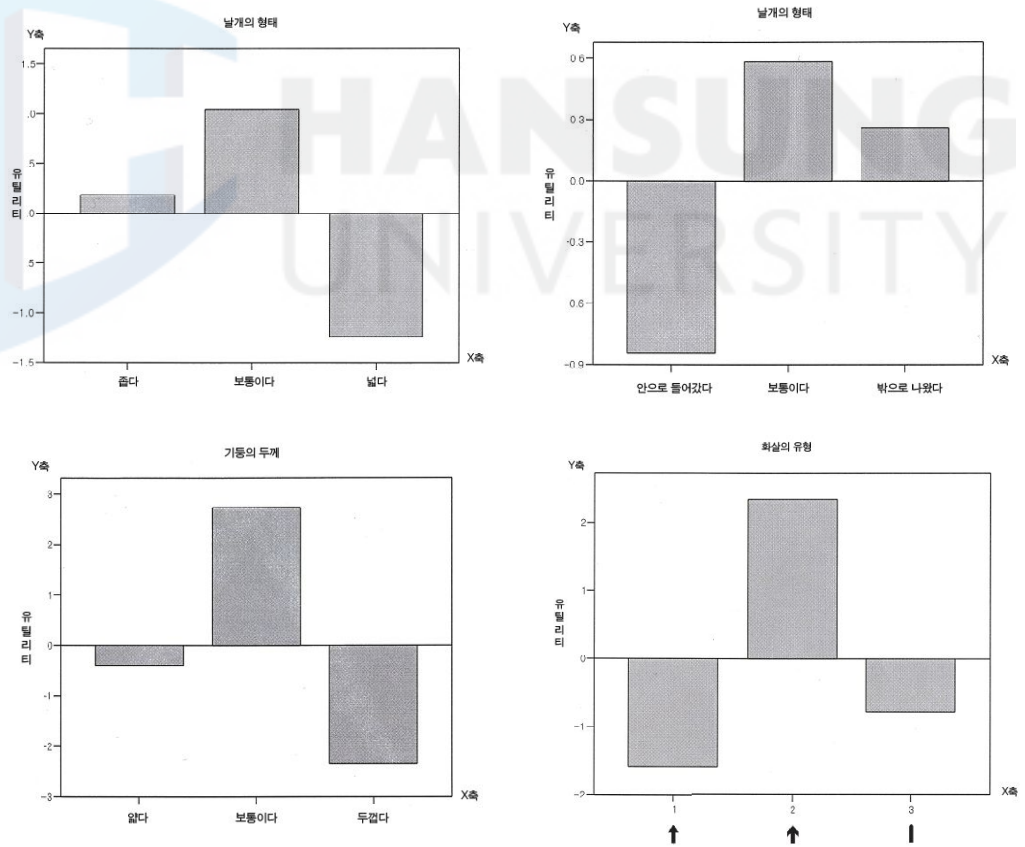 HANSUNG
UNIVERSITY
날개의 형태
Y축
1.5
.0
.5
.0
.5
-1.0
-1.5
유틸리티
X축
좁다 보통이다 넓다
날개의 형태
Y축
0.6
0.3
0.0
-0.3
0.6
-0.9
유틸리티
X축
안으로 들어갔다 보통이다 밖으로 나왔다
기둥의 두께
Y축
3
2
1
0
-1
-2
-3
유틸리티
X축
얇다 보통이다 두껍다
화살의 유형
Y축
2
1
0
-1
-2
유틸리티
X축
1 2 3